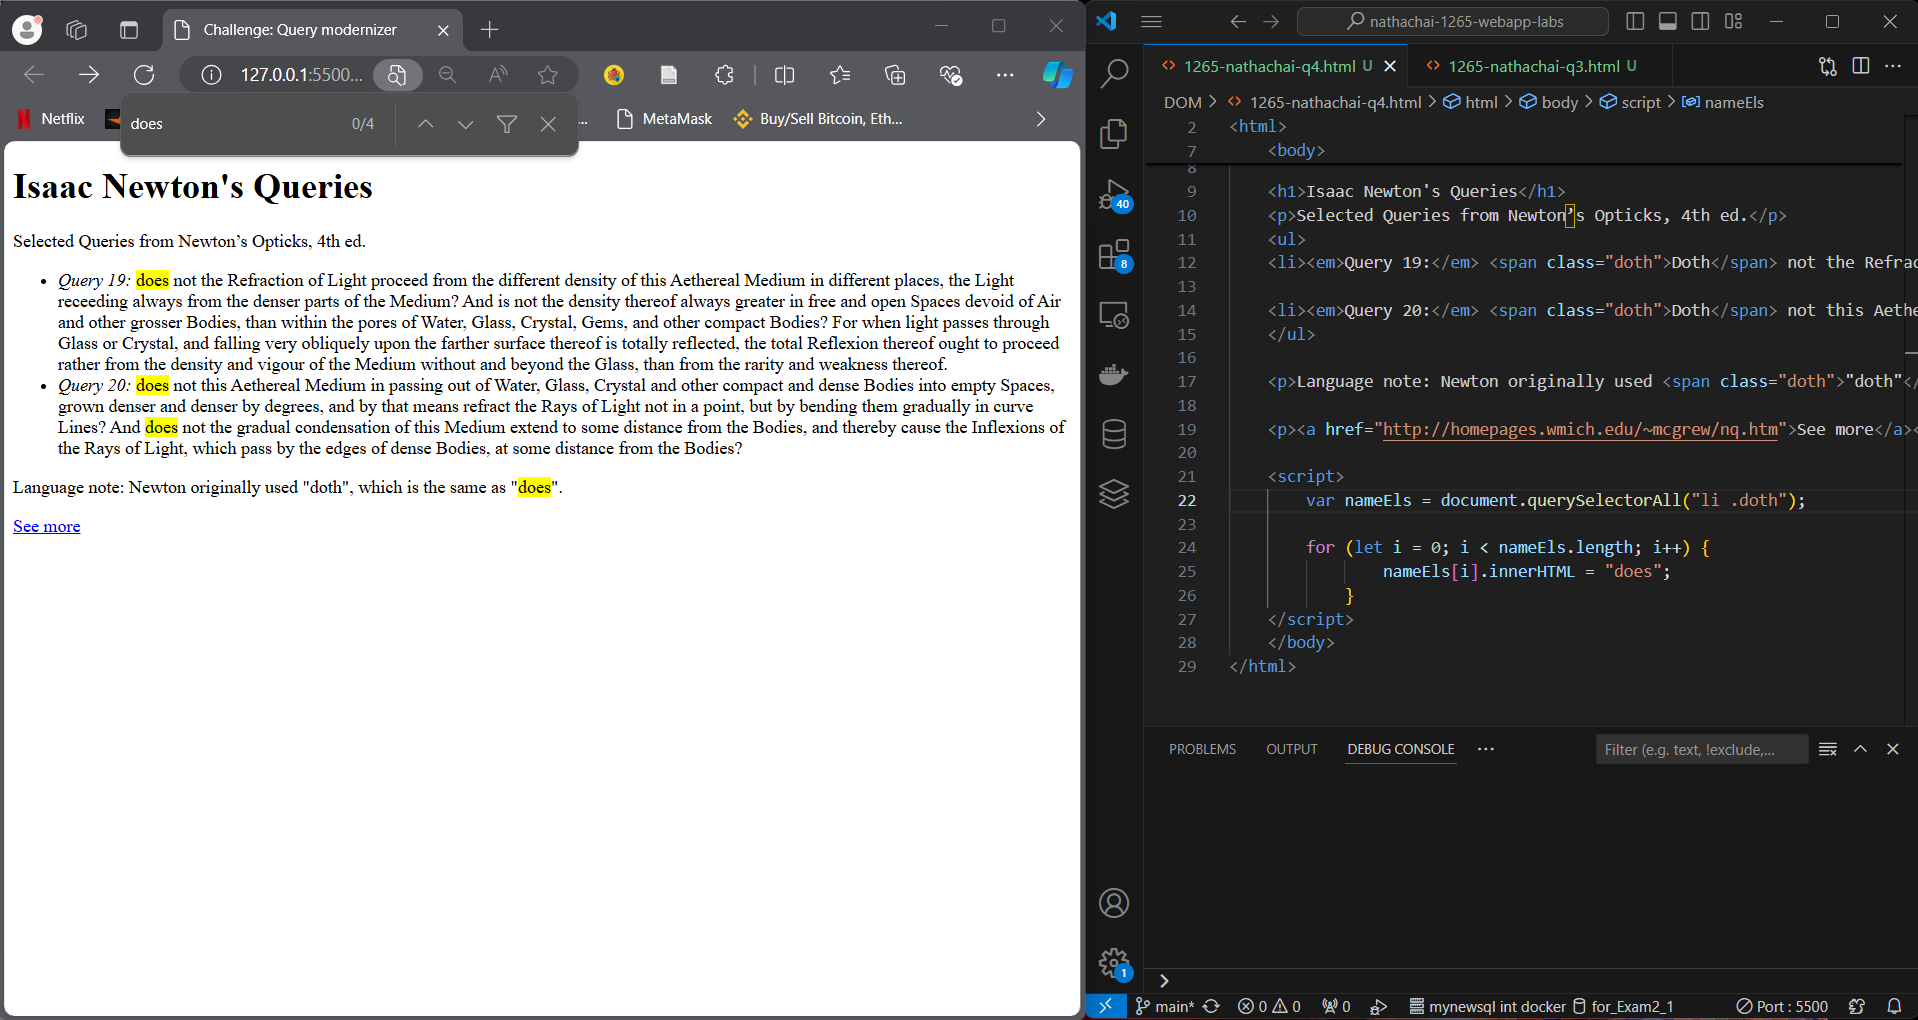 Challenge: Query modernizer
127.0.0.1:5500...
Netflix
does
0/4
...
MetaMask
Buy/Sell Bitcoin, Eth...
Isaac Newton's Queries
Selected Queries from Newton’s Opticks, 4th ed.
• Query 19: does not the Refraction of Light proceed from the different density of this Aethereal Medium in different places, the Light
receeding always from the denser parts of the Medium? And is not the density thereof always greater in free and open Spaces devoid of Air
and other grosser Bodies, than within the pores of Water, Glass, Crystal, Gems, and other compact Bodies? For when light passes through
Glass or Crystal, and falling very obliquely upon the farther surface thereof is totally reflected, the total Reflexion thereof ought to proceed
rather from the density and vigour of the Medium without and beyond the Glass, than from the rarity and weakness thereof.
• Query 20: does not this Aethereal Medium in passing out of Water, Glass, Crystal and other compact and dense Bodies into empty Spaces,
grown denser and denser by degrees, and by that means refract the Rays of Light not in a point, but by bending them gradually in curve
Lines? And does not the gradual condensation of this Medium extend to some distance from the Bodies, and thereby cause the Inflexions of
the Rays of Light, which pass by the edges of dense Bodies, at some distance from the Bodies?
Language note: Newton originally used "doth", which is the same as "does".
See more
nathachai-1265-webapp-labs
1265-nathachai-q4.html U
1265-nathachai-q3.html U
DOM > 1265-nathachai-q4.html > html > body > script > nameEls
2 <html>
7 <body>
8
9 <h1>Isaac Newton's Queries</h1>
10 <p>Selected Queries from Newton’s Opticks, 4th ed.</p>
11 <ul>
12 <li><em>Query 19:</em> <span class="doth">Doth</span> not the Refrac
13
14 <li><em>Query 20:</em> <span class="doth">Doth</span> not this Aethe
15 </ul>
16
17 <p>Language note: Newton originally used <span class="doth">"doth"</
18
19 <p><a href="http://homepages.wmich.edu/~mcgrew/nq.htm">See more</a><
20
21 <script>
22 var nameEls = document.querySelectorAll("li .doth");
23
24 for (let i = 0; i < nameEls.length; i++) {
25 nameEls[i].innerHTML = "does";
26 }
27 </script>
28 </body>
29 </html>
40
8
1
PROBLEMS
OUTPUT
DEBUG CONSOLE
...
Filter (e.g. text, !exclude,...
main*
0
0
0
mynewsql int docker
for_Exam2_1
Port : 5500